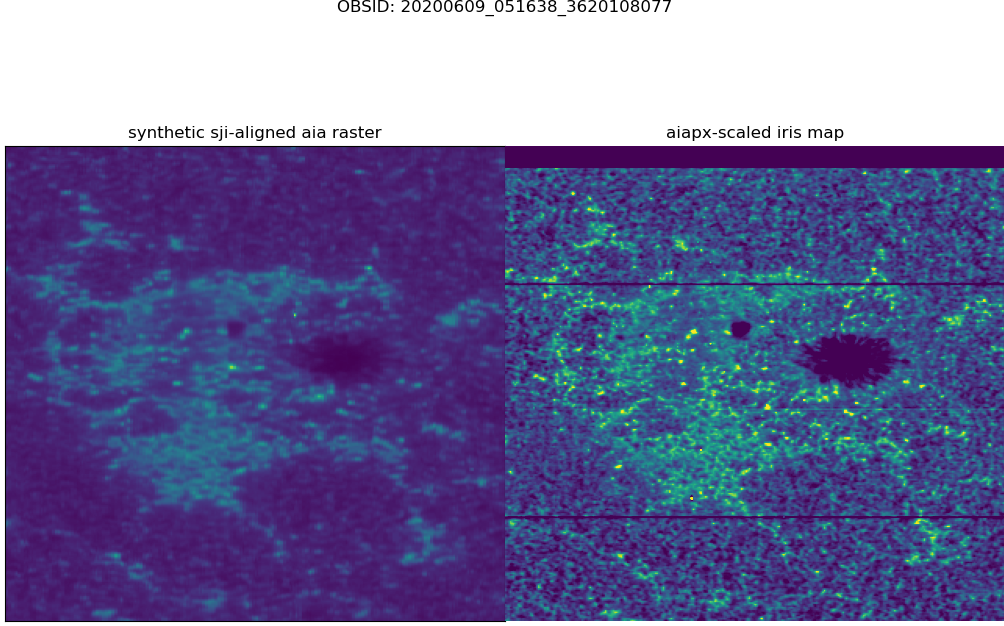 OBSID: 20200609_051638_3620108077
synthetic sji-aligned aia raster
aiapx-scaled iris map